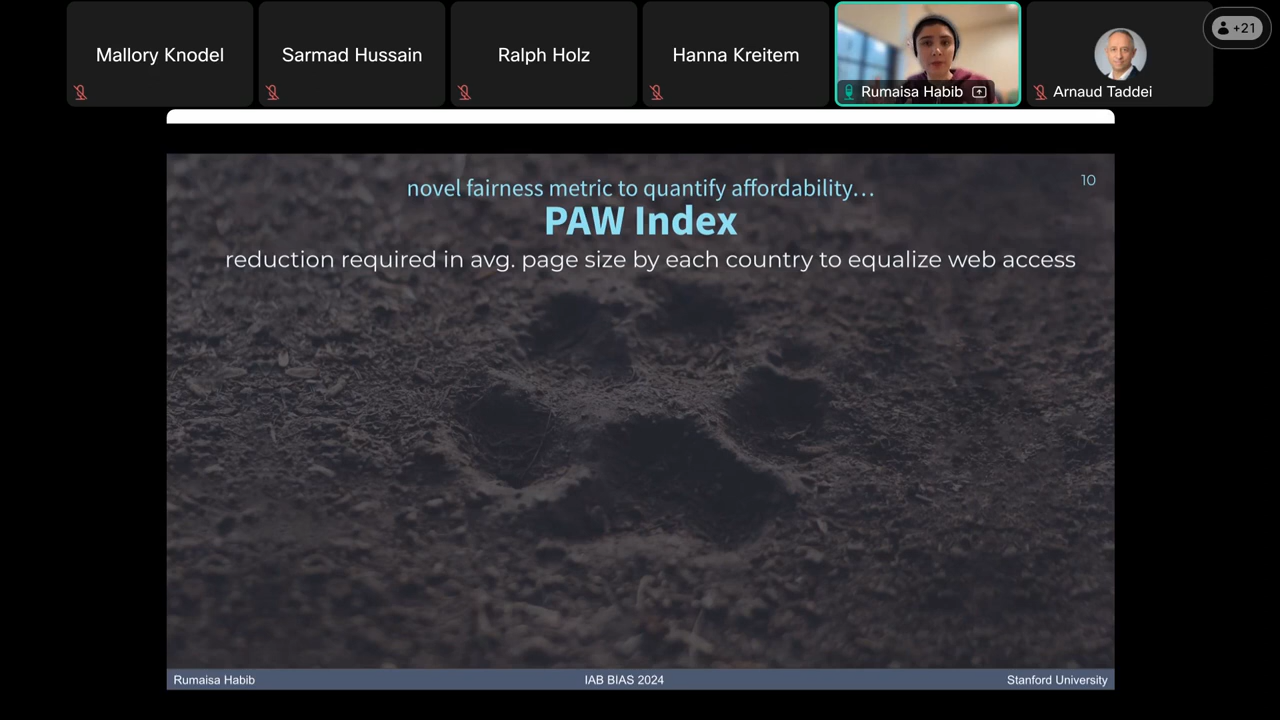 Mallory Knodel
Sarmad Hussain
Ralph Holz
Hanna Kreitem
Rumaisa Habib
Arnaud Taddei
+21
10
novel fairness metric to quantify affordability…
PAW Index
reduction required in avg. page size by each country to equalize web access
Rumaisa Habib
IAB BIAS 2024
Stanford University